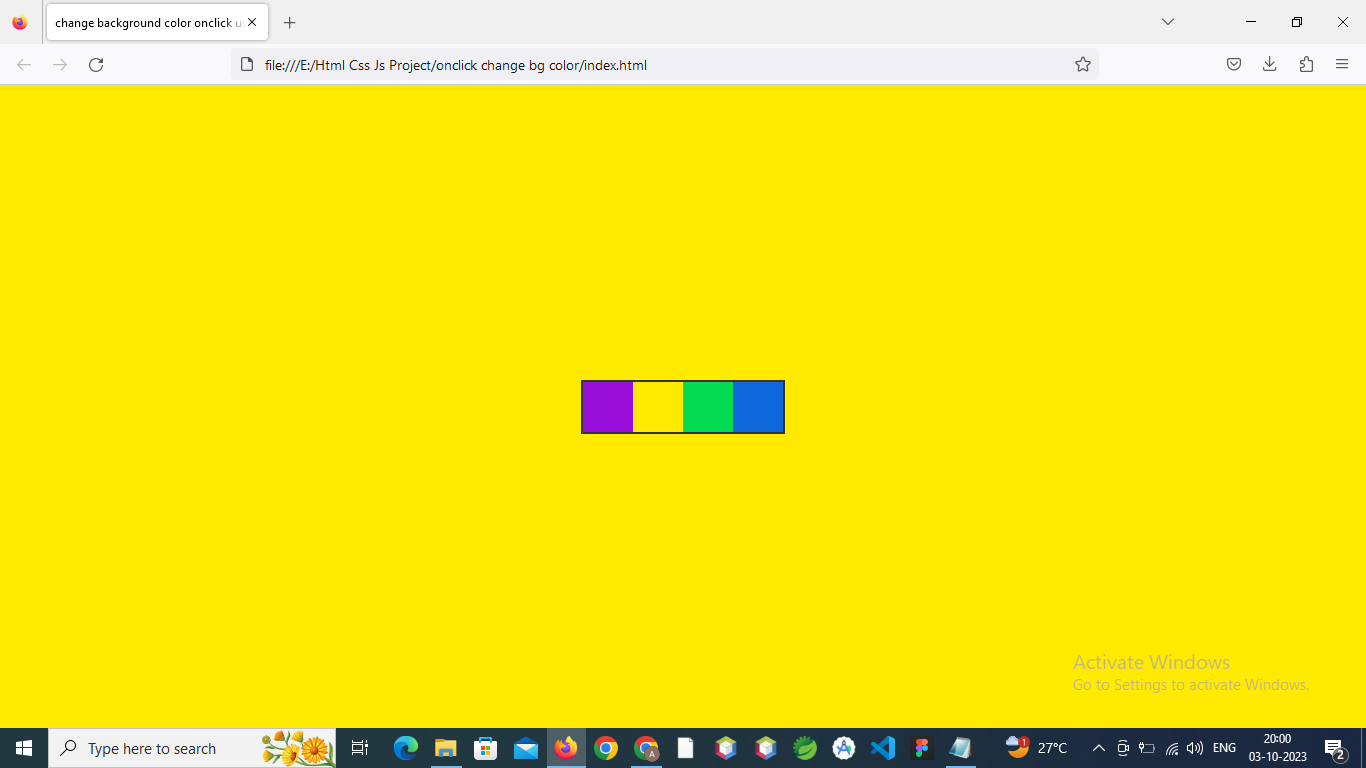 change background color onclick u
file:///E:/Html Css Js Project/onclick change bg color/index.html
Activate Windows
Go to Settings to activate Windows.
Type here to search
A
1
27°C
ENG
20:00
03-10-2023
2